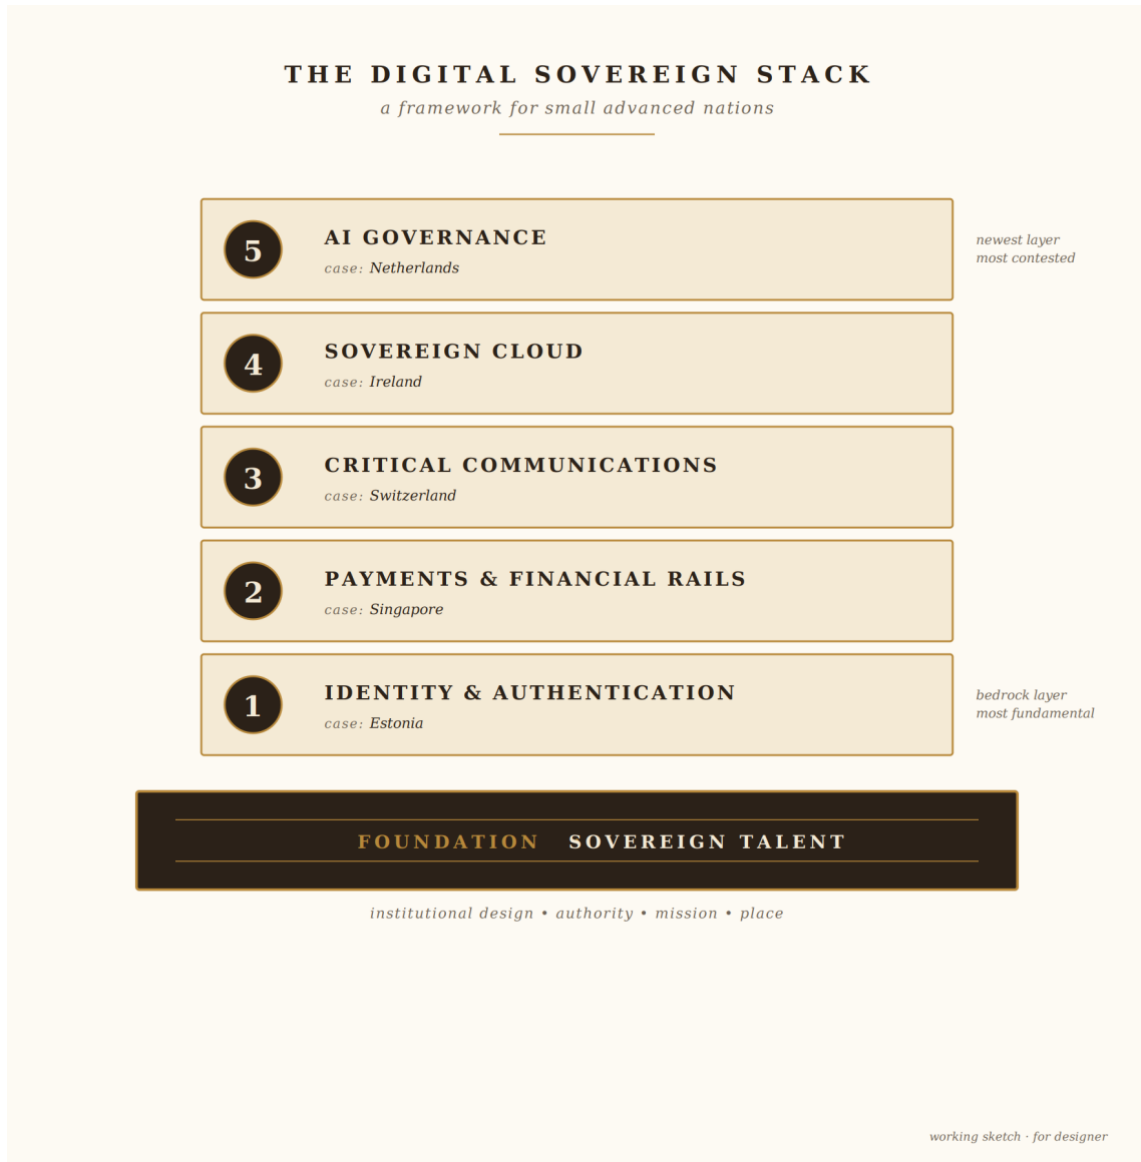 THE DIGITAL SOVEREIGN STACK
a framework for small advanced nations
5
AI GOVERNANCE
case: Netherlands
newest layer
most contested
4
SOVEREIGN CLOUD
case: Ireland
3
CRITICAL COMMUNICATIONS
case: Switzerland
2
PAYMENTS & FINANCIAL RAILS
case: Singapore
1
IDENTITY & AUTHENTICATION
case: Estonia
bedrock layer
most fundamental
FOUNDATION SOVEREIGN TALENT
institutional design • authority • mission • place
working sketch · for designer